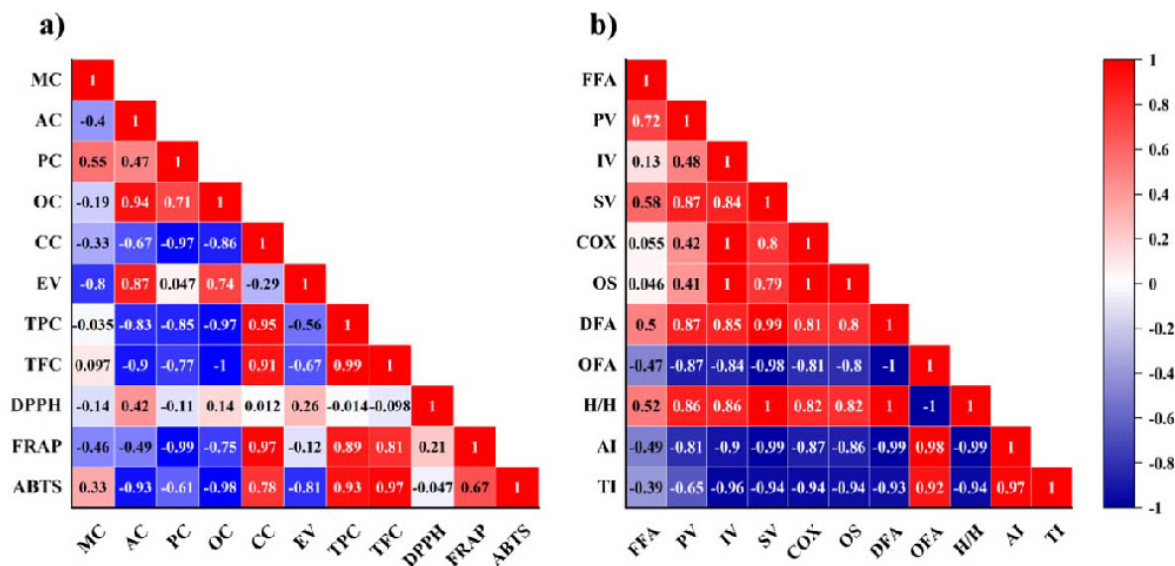 a)
MC 1
AC -0.4 1
PC 0.55 0.47 1
OC -0.19 0.94 0.71 1
CC -0.33 -0.67 -0.97 -0.86 1
EV -0.8 0.87 0.047 0.74 -0.29 1
TPC -0.035 -0.83 -0.85 -0.97 0.95 -0.56 1
TFC 0.097 -0.9 -0.77 -1 0.91 -0.67 0.99 1
DPPH -0.14 0.42 -0.11 0.14 0.012 0.26 -0.014 -0.098 1
FRAP -0.46 -0.49 -0.99 -0.75 0.97 -0.12 0.89 0.81 0.21 1
ABTS 0.33 -0.93 -0.61 -0.98 0.78 -0.81 0.93 0.97 -0.047 0.67 1
MC AC PC OC CC EV TPC TFC DPPH FRAP ABTS
b)
FFA 1
PV 0.72 1
IV 0.13 0.48 1
SV 0.58 0.87 0.84 1
COX 0.055 0.42 1 0.8 1
OS 0.046 0.41 1 0.79 1 1
DFA 0.5 0.87 0.85 0.99 0.81 0.8 1
OFA -0.47 -0.87 -0.84 -0.98 -0.81 -0.8 -1 1
H/H 0.52 0.86 0.86 1 0.82 0.82 1 -1 1
AI -0.49 -0.81 -0.9 -0.99 -0.87 -0.86 -0.99 0.98 -0.99 1
TI -0.39 -0.65 -0.96 -0.94 -0.94 -0.94 -0.93 0.92 -0.94 0.97 1
FFA PV IV SV COX OS DFA OFA H/H AI TI
1
0.8
0.6
0.4
0.2
0
-0.2
-0.4
-0.6
-0.8
-1